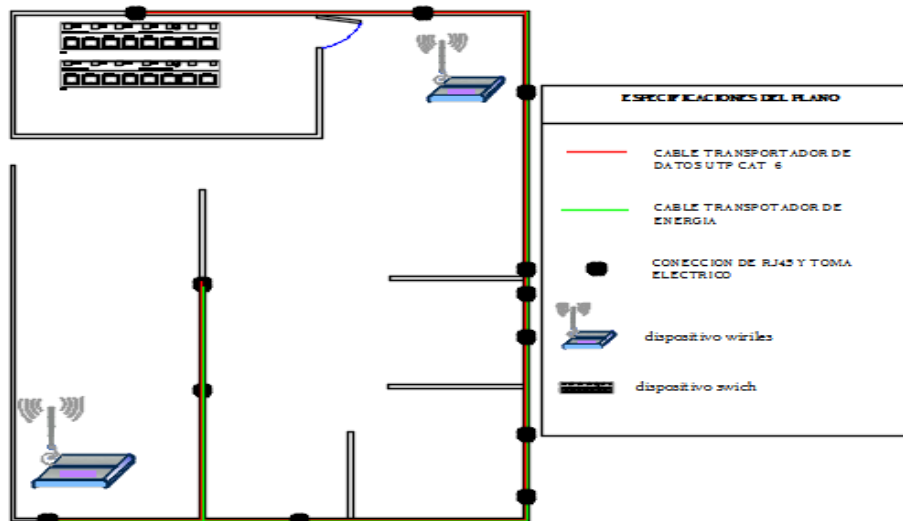 ESPECIFICACIONES DEL PLANO
CABLE TRANSPORTADOR DE
DATOS UTP CAT 6
CABLE TRANSPOTADOR DE
ENERGIA
CONECCION DE RJ45 Y TOMA
ELECTRICO
dispositivo wiriles
dispositivo swich